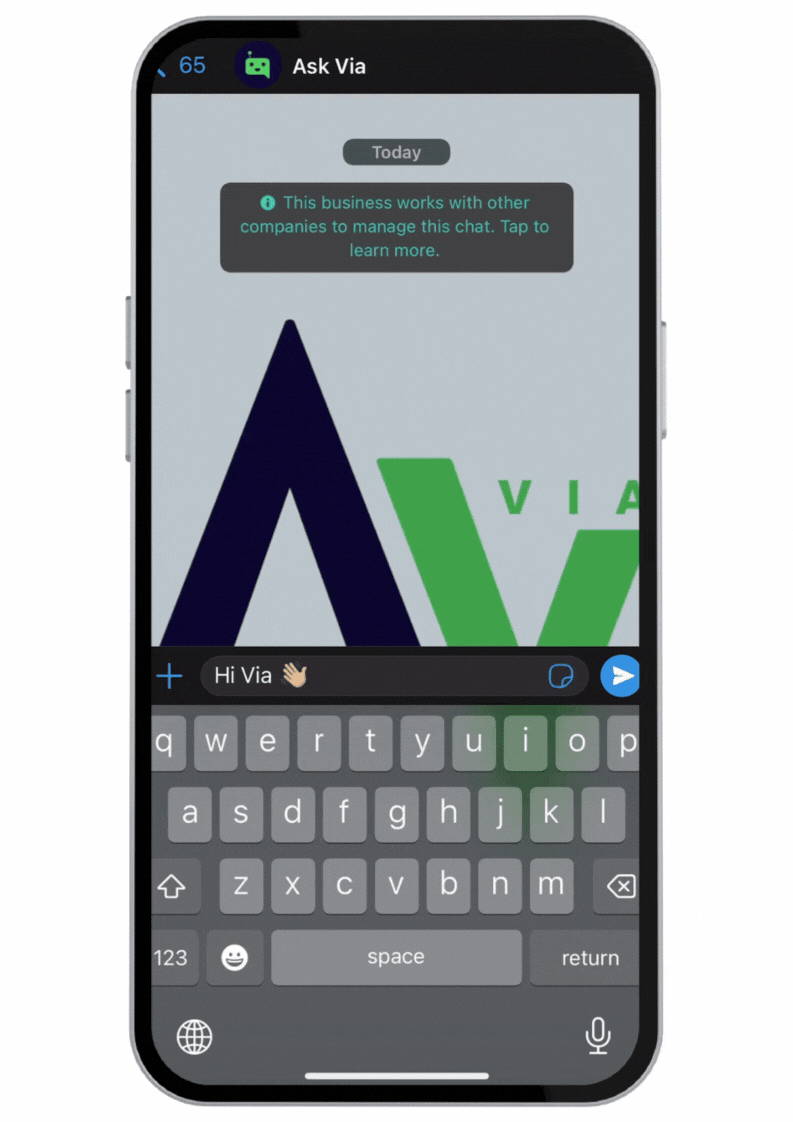 65 Ask Via
Today
This business works with other
companies to manage this chat. Tap to
learn more.
VIA
Hi Via 👋🏼
q w e r t y u i o p
a s d f g h j k l
z x c v b n m
123 space return